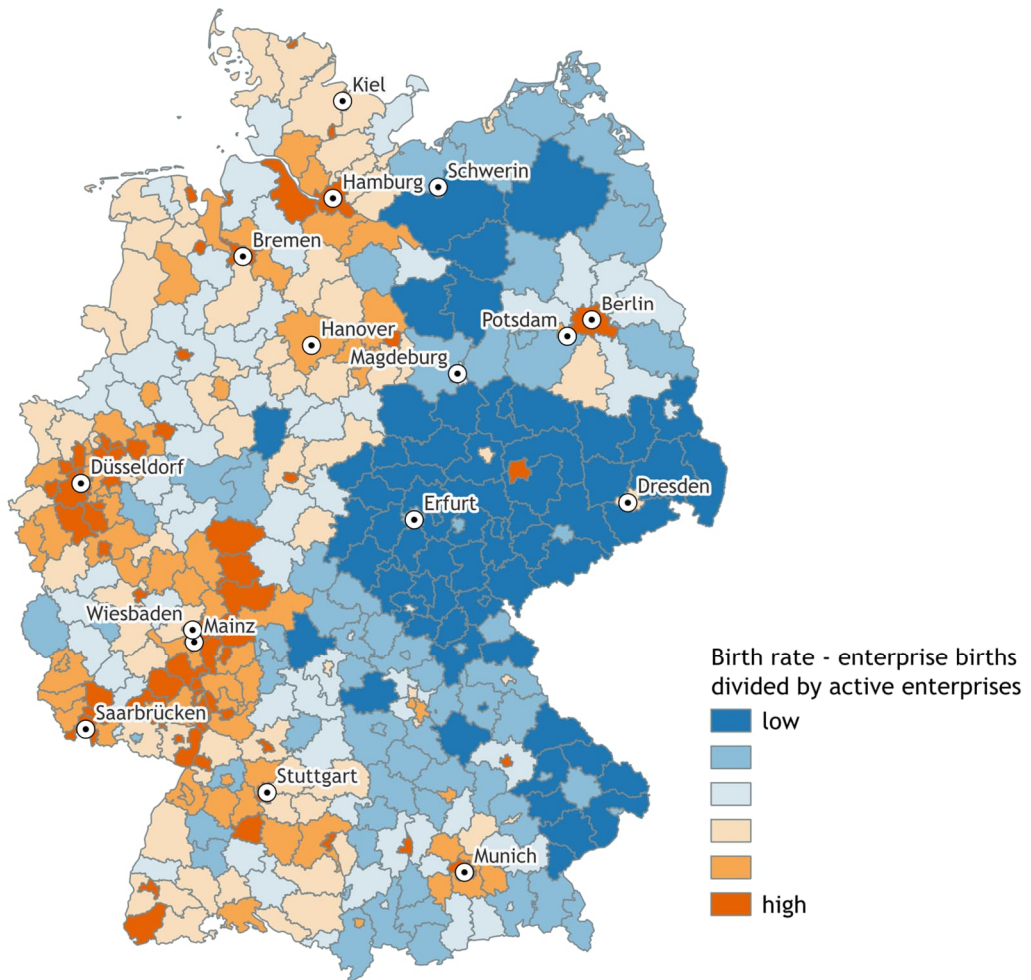 Kiel
Schwerin
Hamburg
Bremen
Berlin
Potsdam
Hanover
Magdeburg
Düsseldorf
Dresden
Erfurt
Wiesbaden
Mainz
Saarbrücken
Stuttgart
Munich
Birth rate - enterprise births
divided by active enterprises
low
high